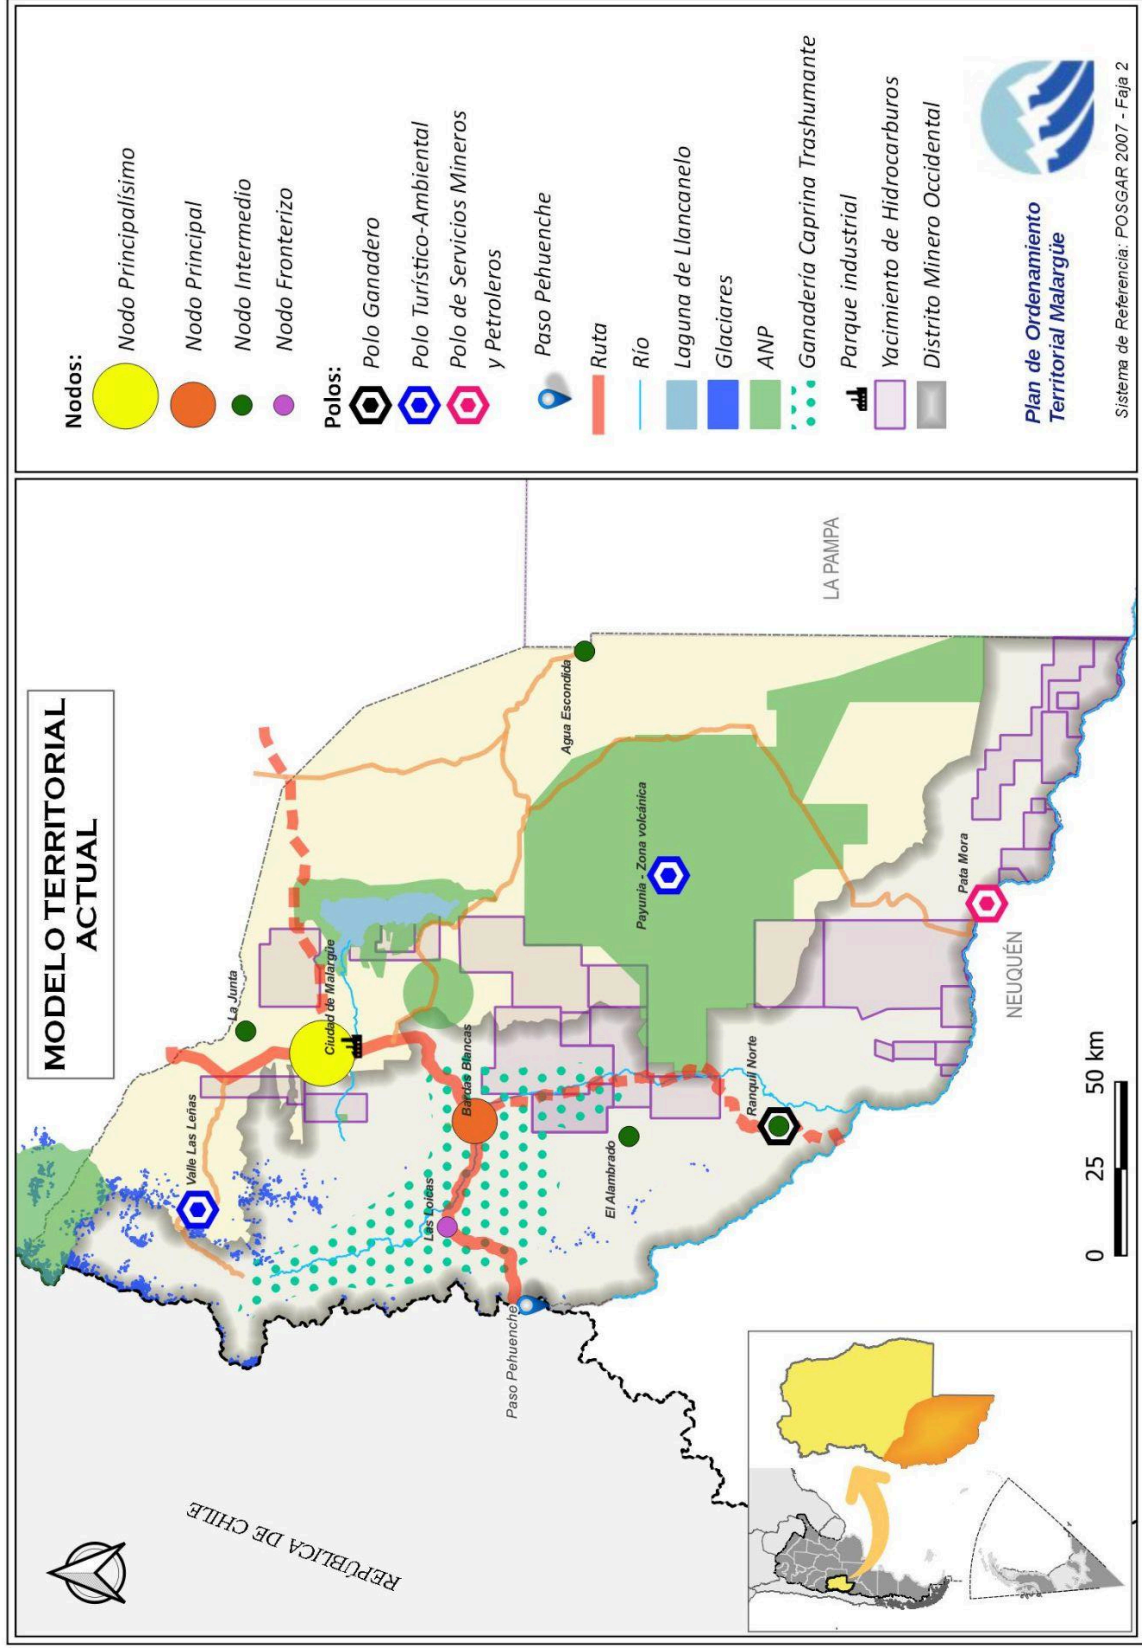 MODELO TERRITORIAL
ACTUAL
REPÚBLICA DE CHILE
Valle Las Leñas
La Junta
Ciudad de Malargüe
Bardas Blancas
Las Loicas
Paso Pehuenche
El Alambrado
Ranquil Norte
Agua Escondida
Payunia - Zona volcánica
Pata Mora
NEUQUÉN
LA PAMPA
0 25 50 km
Nodos:
Nodo Principalísimo
Nodo Principal
Nodo Intermedio
Nodo Fronterizo
Polos:
Polo Ganadero
Polo Turístico-Ambiental
Polo de Servicios Mineros
y Petroleros
Paso Pehuenche
Ruta
Río
Laguna de Llancanelo
Glaciares
ANP
Ganadería Caprina Trashumante
Parque industrial
Yacimiento de Hidrocarburos
Distrito Minero Occidental
Plan de Ordenamiento
Territorial Malargüe
Sistema de Referencia: POSGAR 2007 - Faja 2